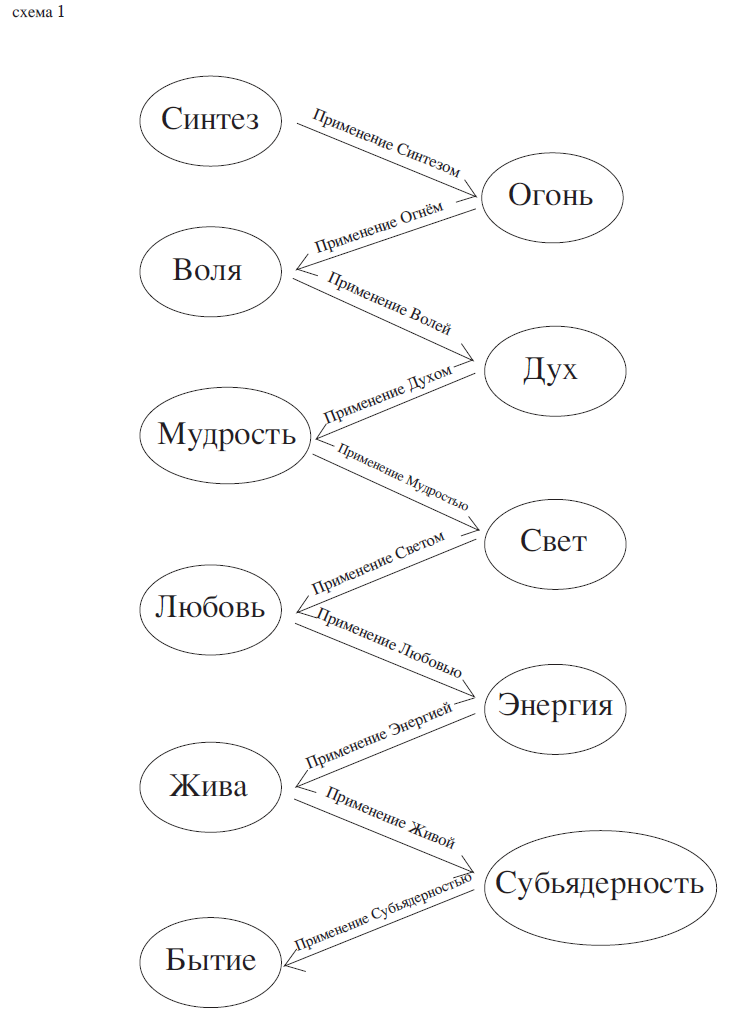 схема 1
Синтез
Применение Синтезом
Огонь
Применение Огнём
Воля
Применение Волей
Дух
Применение Духом
Мудрость
Применение Мудростью
Свет
Применение Светом
Любовь
Применение Любовью
Энергия
Применение Энергией
Жива
Применение Живой
Субьядерность
Применение Субьядерностью
Бытие